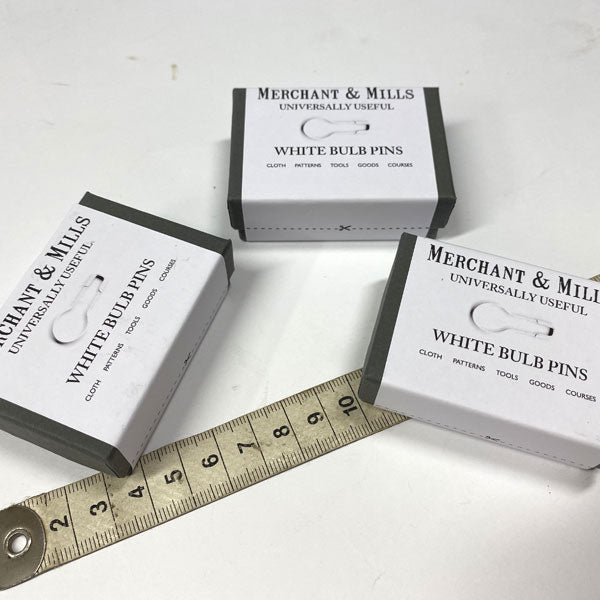 MERCHANT & MILLS
UNIVERSALLY USEFUL
WHITE BULB PINS
CLOTH PATTERNS TOOLS GOODS COURSES
RCHANT & MILLS
UNIVERSALLY USEFUL
WHITE BULB PINS
CLOTH PATTERNS TOOLS GOODS COURSES
MERCHANT & MILLS
UNIVERSALLY USEFUL
WHITE BULB PINS
CLOTH PATTERNS TOOLS GOODS COURSES
2 3 4 5 6 7 8 9 10